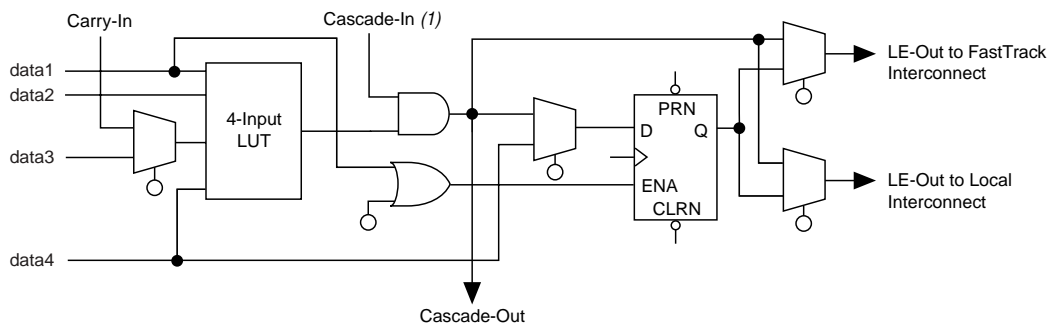 Carry-In
Cascade-In (1)
data1
data2
data3
data4
4-Input
LUT
PRN
D
Q
ENA
CLRN
LE-Out to FastTrack
Interconnect
LE-Out to Local
Interconnect
Cascade-Out